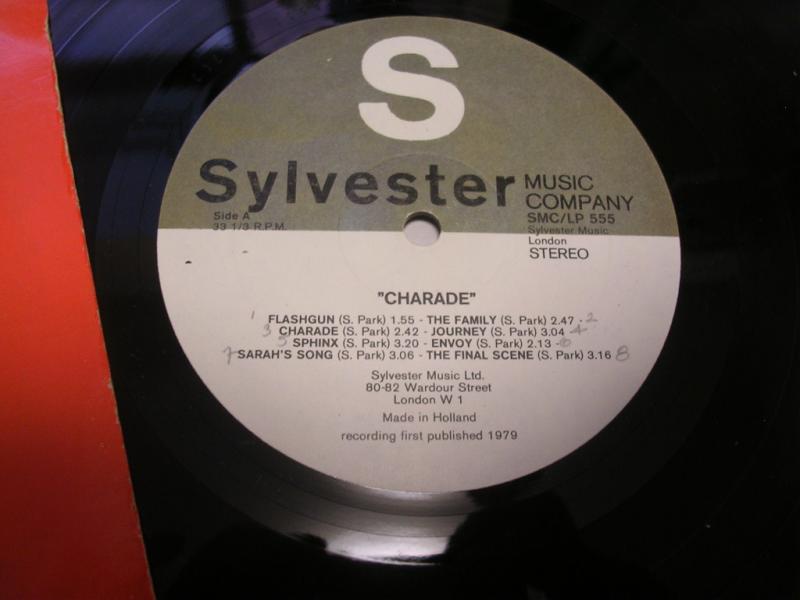 S
Sylvester MUSIC COMPANY
SMC/LP 555
Side A
33 1/3 R.P.M.
Sylvester Music
London
STEREO
"CHARADE"
1 FLASHGUN (S. Park) 1.55 - THE FAMILY (S. Park) 2.47 - 2
3 CHARADE (S. Park) 2.42 - JOURNEY (S. Park) 3.04 - 4
5 SPHINX (S. Park) 3.20 - ENVOY (S. Park) 2.13 - 6
7 SARAH'S SONG (S. Park) 3.06 - THE FINAL SCENE (S. Park) 3.16 8
Sylvester Music Ltd.
80-82 Wardour Street
London W 1
Made in Holland
recording first published 1979